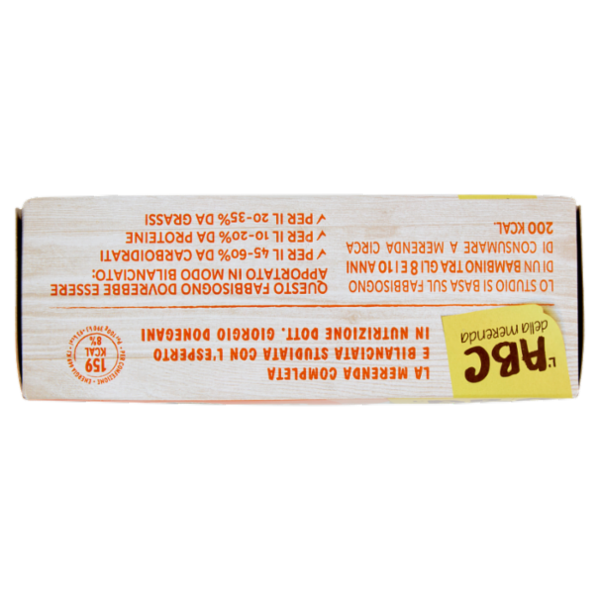 L'
ABC
della merenda
LA MERENDA COMPLETA
E BILANCIATA STUDIATA CON L'ESPERTO
IN NUTRIZIONE DOTT. GIORGIO DONEGANI
159
KCAL
8%
PER CONFEZIONE
LO STUDIO SI BASA SUL FABBISOGNO
DI UN BAMBINO TRA GLI 8 E I 10 ANNI
DI CONSUMARE A MERENDA CIRCA
200 KCAL.
QUESTO FABBISOGNO DOVREBBE ESSERE
APPORTATO IN MODO BILANCIATO:
✓ PER IL 45-60% DA CARBOIDRATI
✓ PER IL 10-20% DA PROTEINE
✓ PER IL 20-35% DA GRASSI